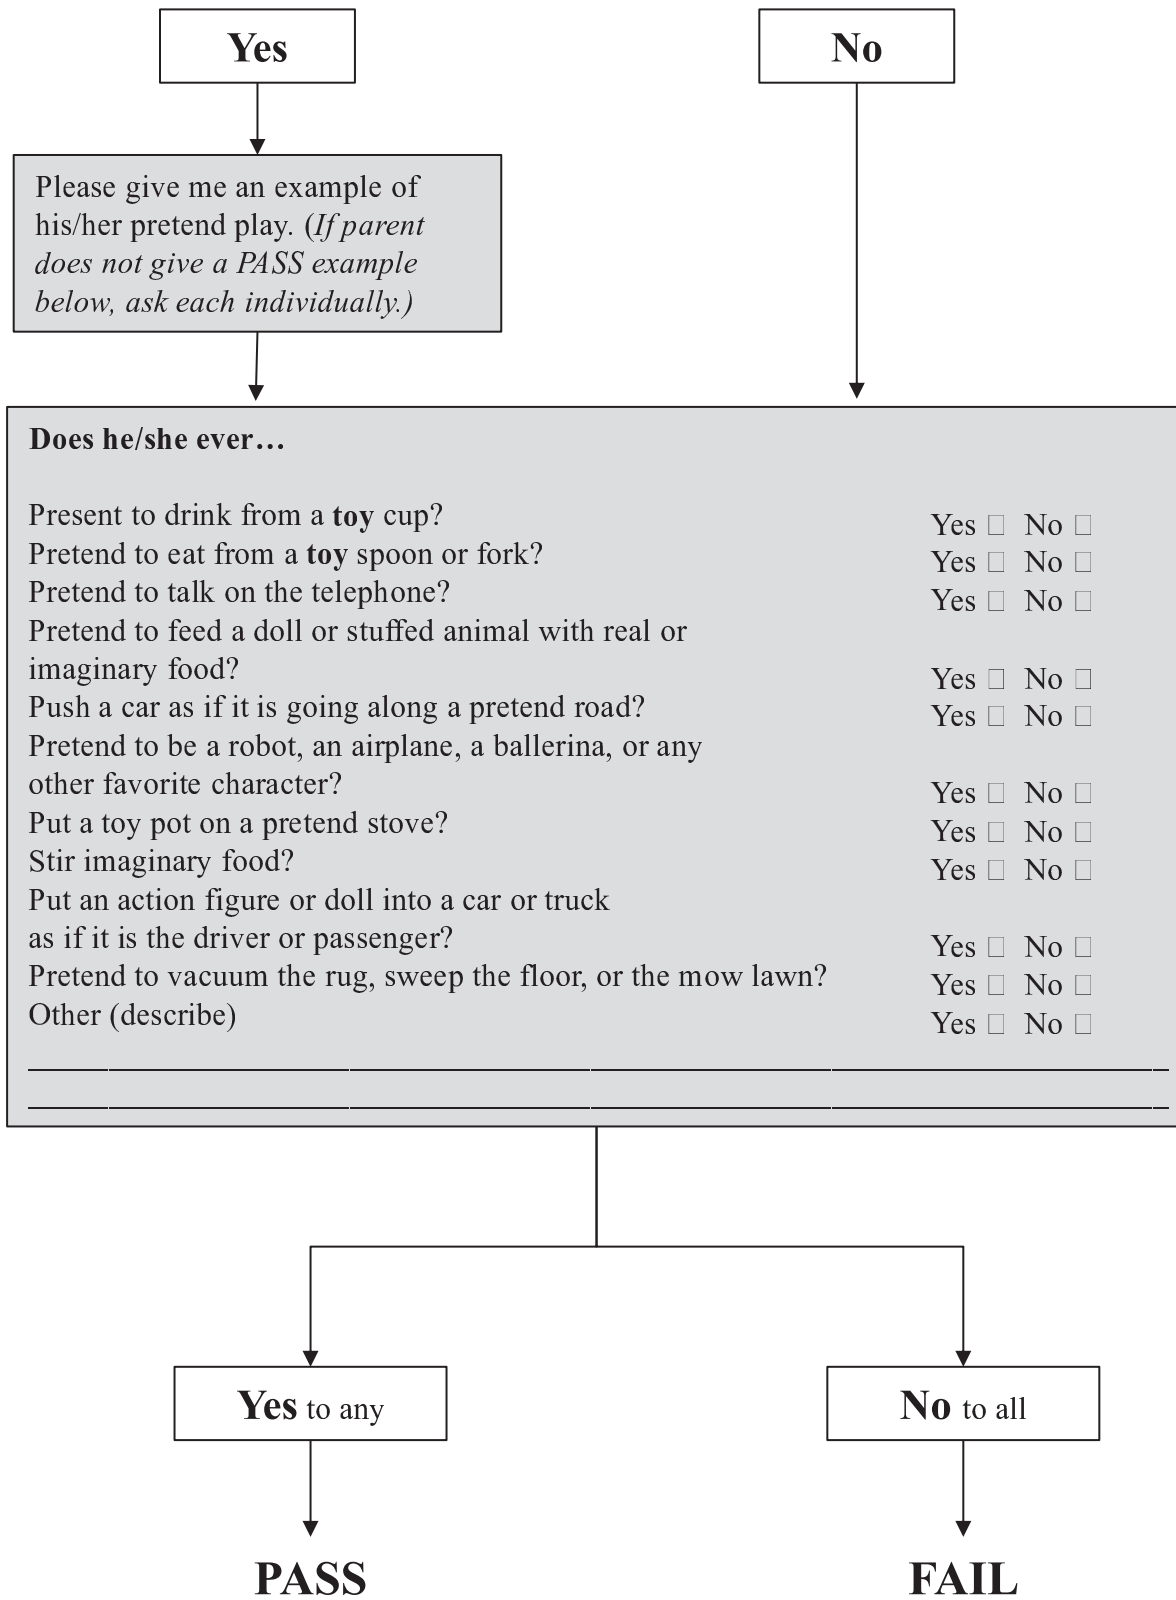 Yes
No
Please give me an example of
his/her pretend play. (If parent
does not give a PASS example
below, ask each individually.)
Does he/she ever…
Present to drink from a toy cup?
Yes □ No □
Pretend to eat from a toy spoon or fork?
Yes □ No □
Pretend to talk on the telephone?
Yes □ No □
Pretend to feed a doll or stuffed animal with real or
imaginary food?
Yes □ No □
Push a car as if it is going along a pretend road?
Yes □ No □
Pretend to be a robot, an airplane, a ballerina, or any
other favorite character?
Yes □ No □
Put a toy pot on a pretend stove?
Yes □ No □
Stir imaginary food?
Yes □ No □
Put an action figure or doll into a car or truck
as if it is the driver or passenger?
Yes □ No □
Pretend to vacuum the rug, sweep the floor, or the mow lawn?
Yes □ No □
Other (describe)
Yes □ No □
Yes to any
No to all
PASS
FAIL